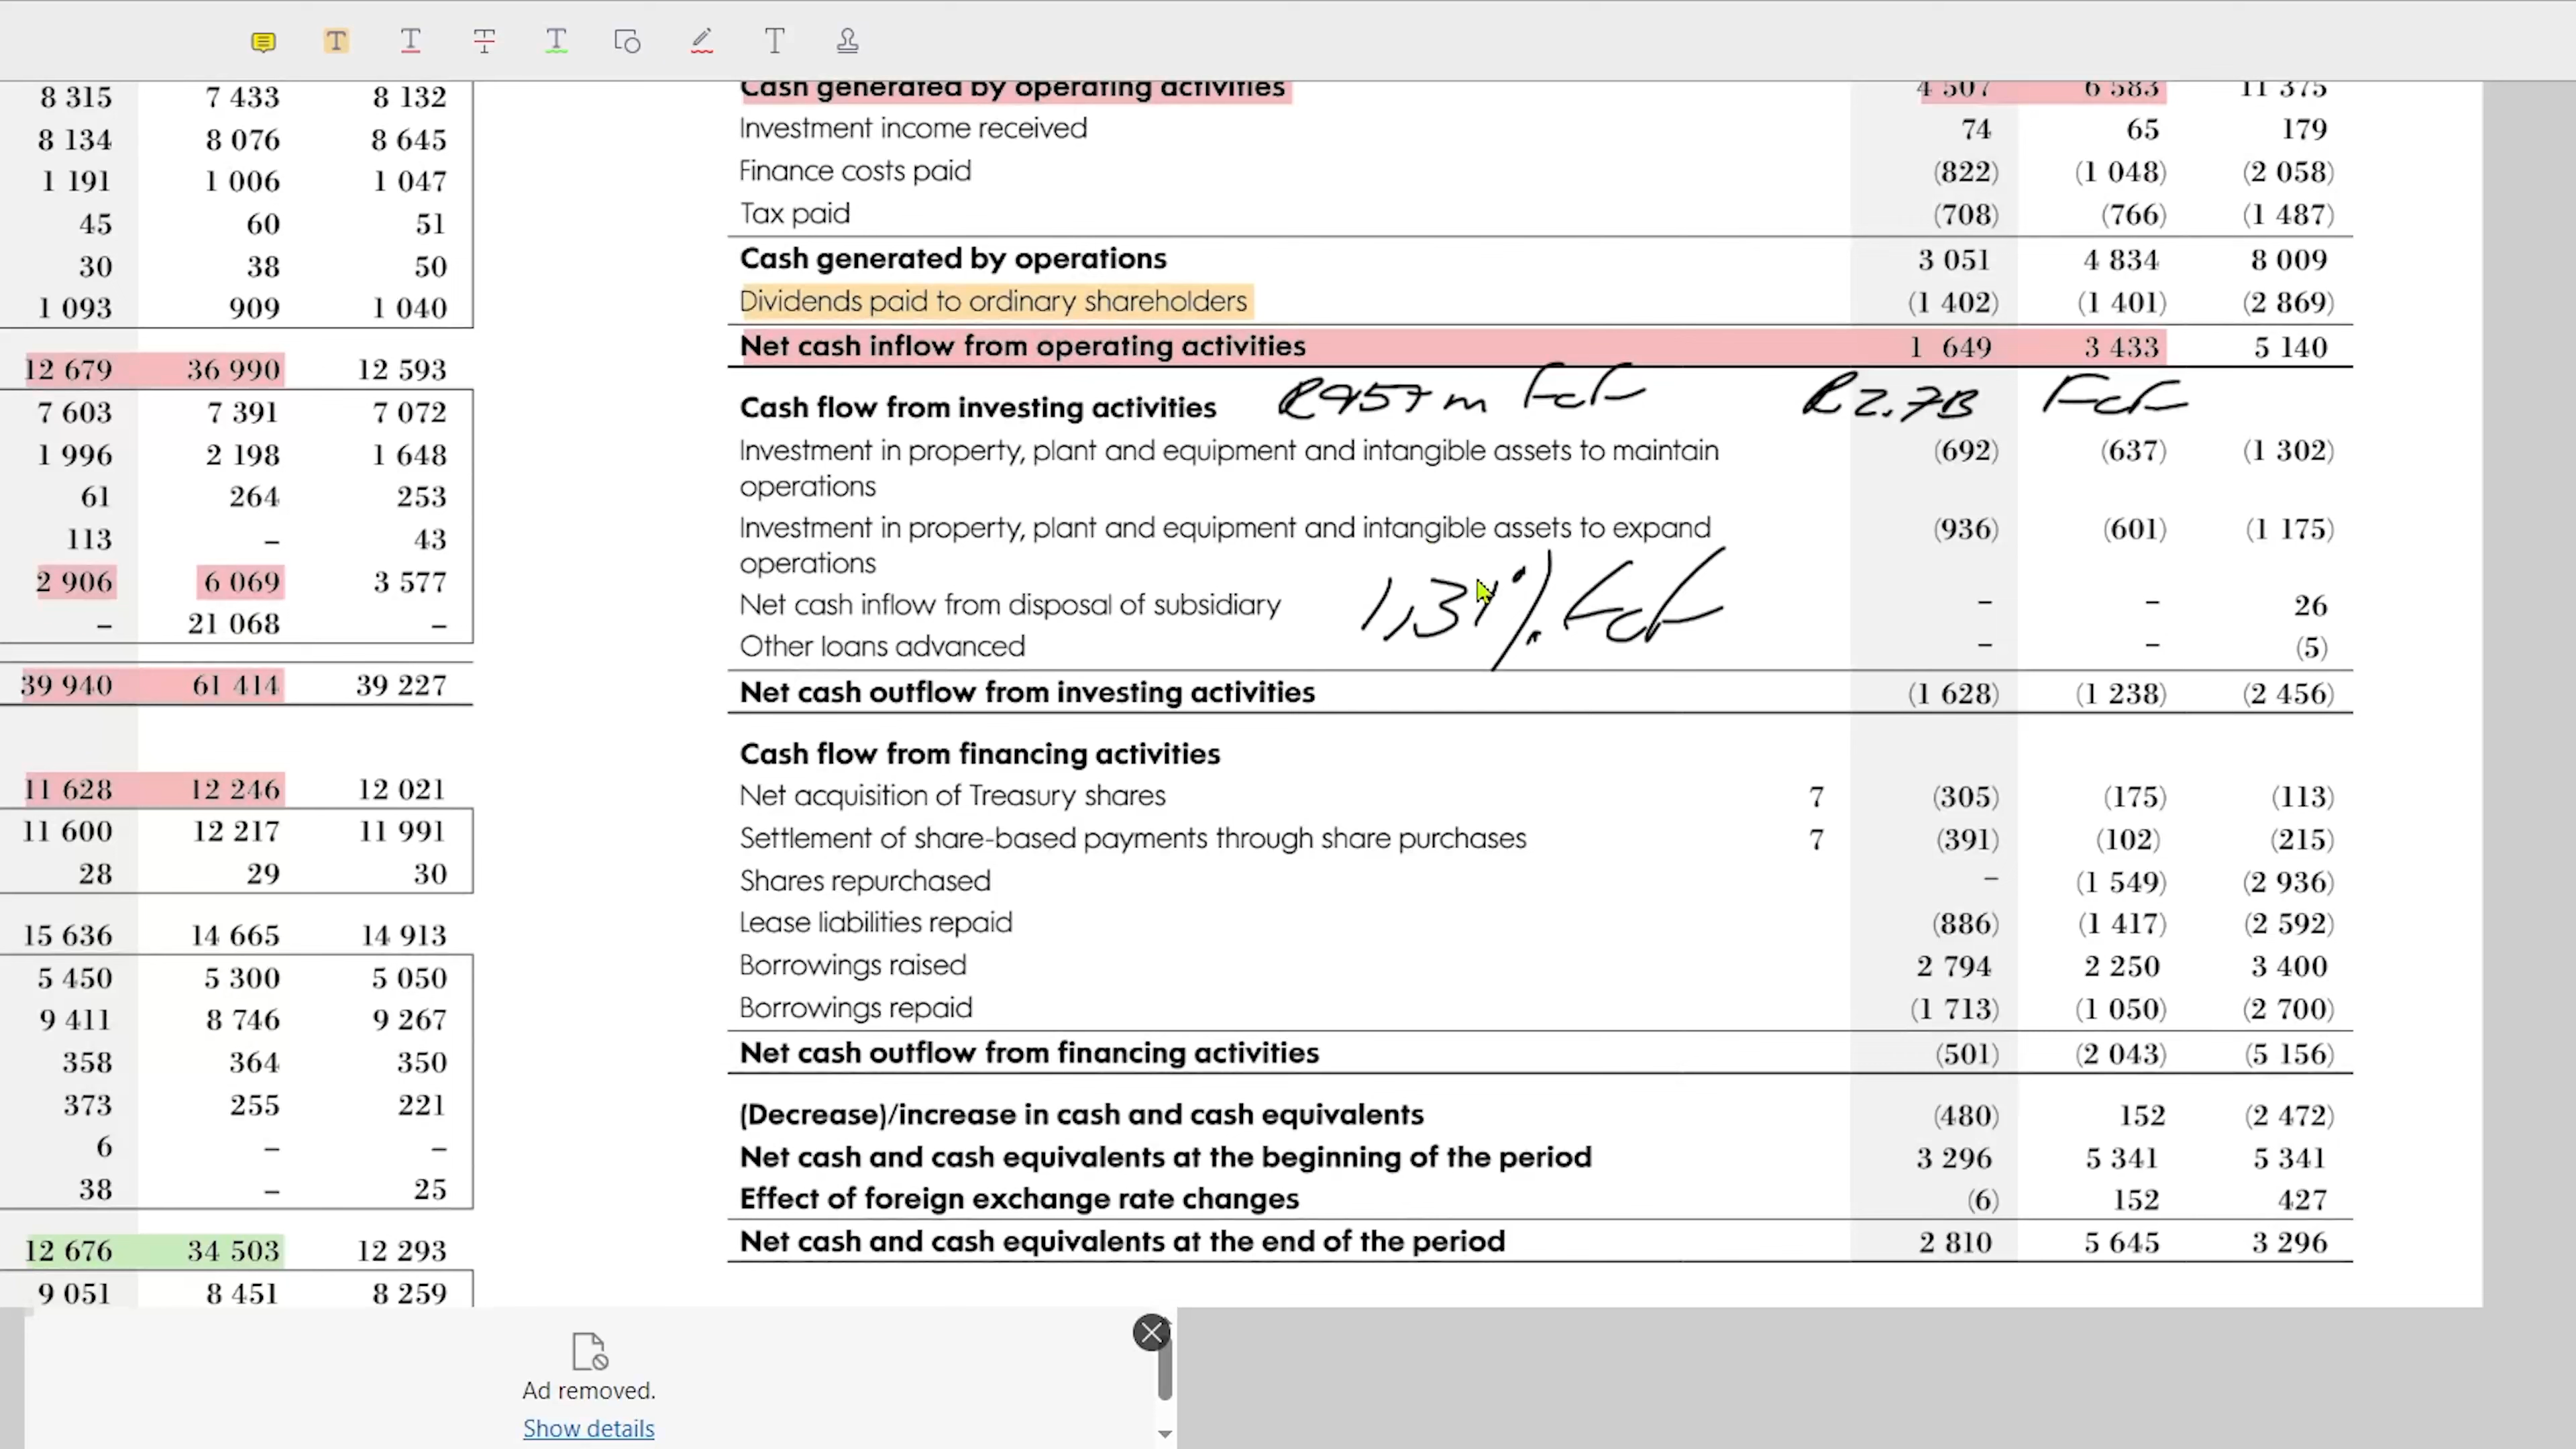 8 315 7 433 8 132
8 134 8 076 8 645
1 191 1 006 1 047
45 60 51
30 38 50
1 093 909 1 040
12 679 36 990 12 593
7 603 7 391 7 072
1 996 2 198 1 648
61 264 253
113 – 43
2 906 6 069 3 577
– 21 068 –
39 940 61 414 39 227
11 628 12 246 12 021
11 600 12 217 11 991
28 29 30
15 636 14 665 14 913
5 450 5 300 5 050
9 411 8 746 9 267
358 364 350
373 255 221
6 – –
38 – 25
12 676 34 503 12 293
9 051 8 451 8 259
Cash generated by operating activities 4 507 6 583 11 375
Investment income received 74 65 179
Finance costs paid (822) (1 048) (2 058)
Tax paid (708) (766) (1 487)
Cash generated by operations 3 051 4 834 8 009
Dividends paid to ordinary shareholders (1 402) (1 401) (2 869)
Net cash inflow from operating activities 1 649 3 433 5 140
Cash flow from investing activities R957m FCF R2.7B FCF
Investment in property, plant and equipment and intangible assets to maintain (692) (637) (1 302)
operations
Investment in property, plant and equipment and intangible assets to expand (936) (601) (1 175)
operations
Net cash inflow from disposal of subsidiary – – 26
FCF
Other loans advanced – – (5)
Net cash outflow from investing activities (1 628) (1 238) (2 456)
Cash flow from financing activities
Net acquisition of Treasury shares 7 (305) (175) (113)
Settlement of share-based payments through share purchases 7 (391) (102) (215)
Shares repurchased – (1 549) (2 936)
Lease liabilities repaid (886) (1 417) (2 592)
Borrowings raised 2 794 2 250 3 400
Borrowings repaid (1 713) (1 050) (2 700)
Net cash outflow from financing activities (501) (2 043) (5 156)
(Decrease)/increase in cash and cash equivalents (480) 152 (2 472)
Net cash and cash equivalents at the beginning of the period 3 296 5 341 5 341
Effect of foreign exchange rate changes (6) 152 427
Net cash and cash equivalents at the end of the period 2 810 5 645 3 296
Ad removed.
Show details